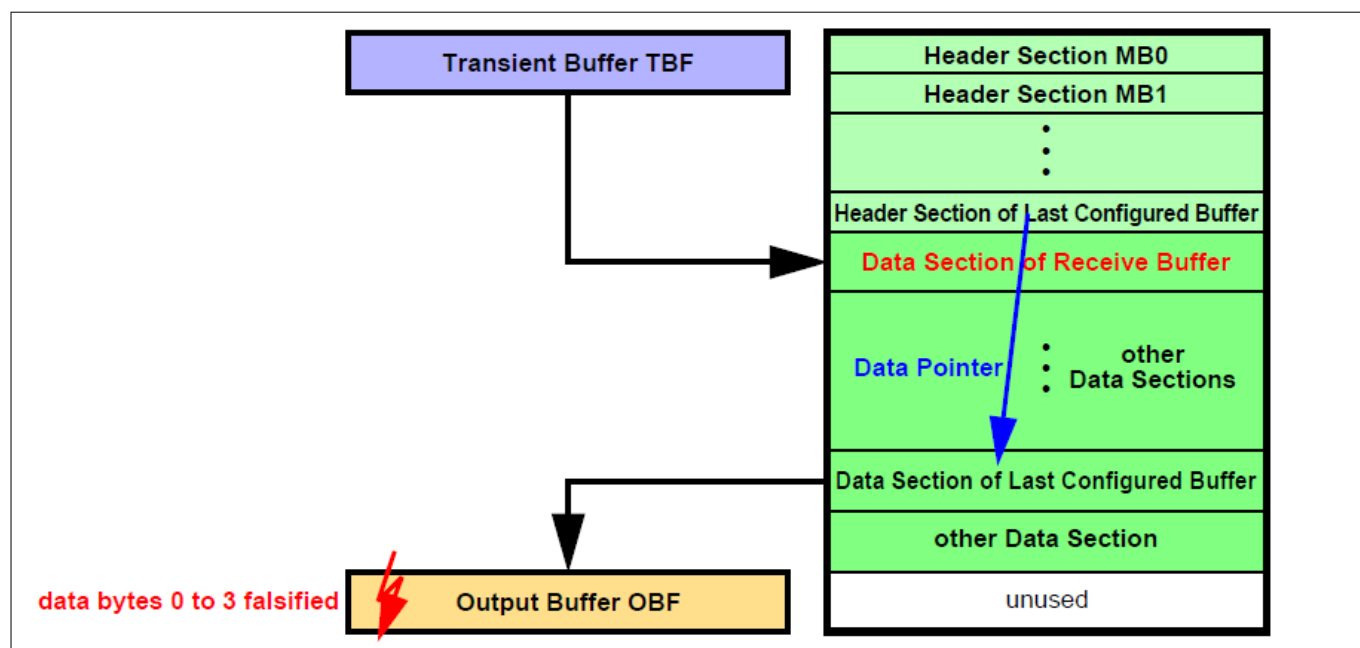 Transient Buffer TBF
Header Section MB0
Header Section MB1
Header Section of Last Configured Buffer
Data Section of Receive Buffer
Data Pointer
other
Data Sections
Data Section of Last Configured Buffer
other Data Section
data bytes 0 to 3 falsified
Output Buffer OBF
unused